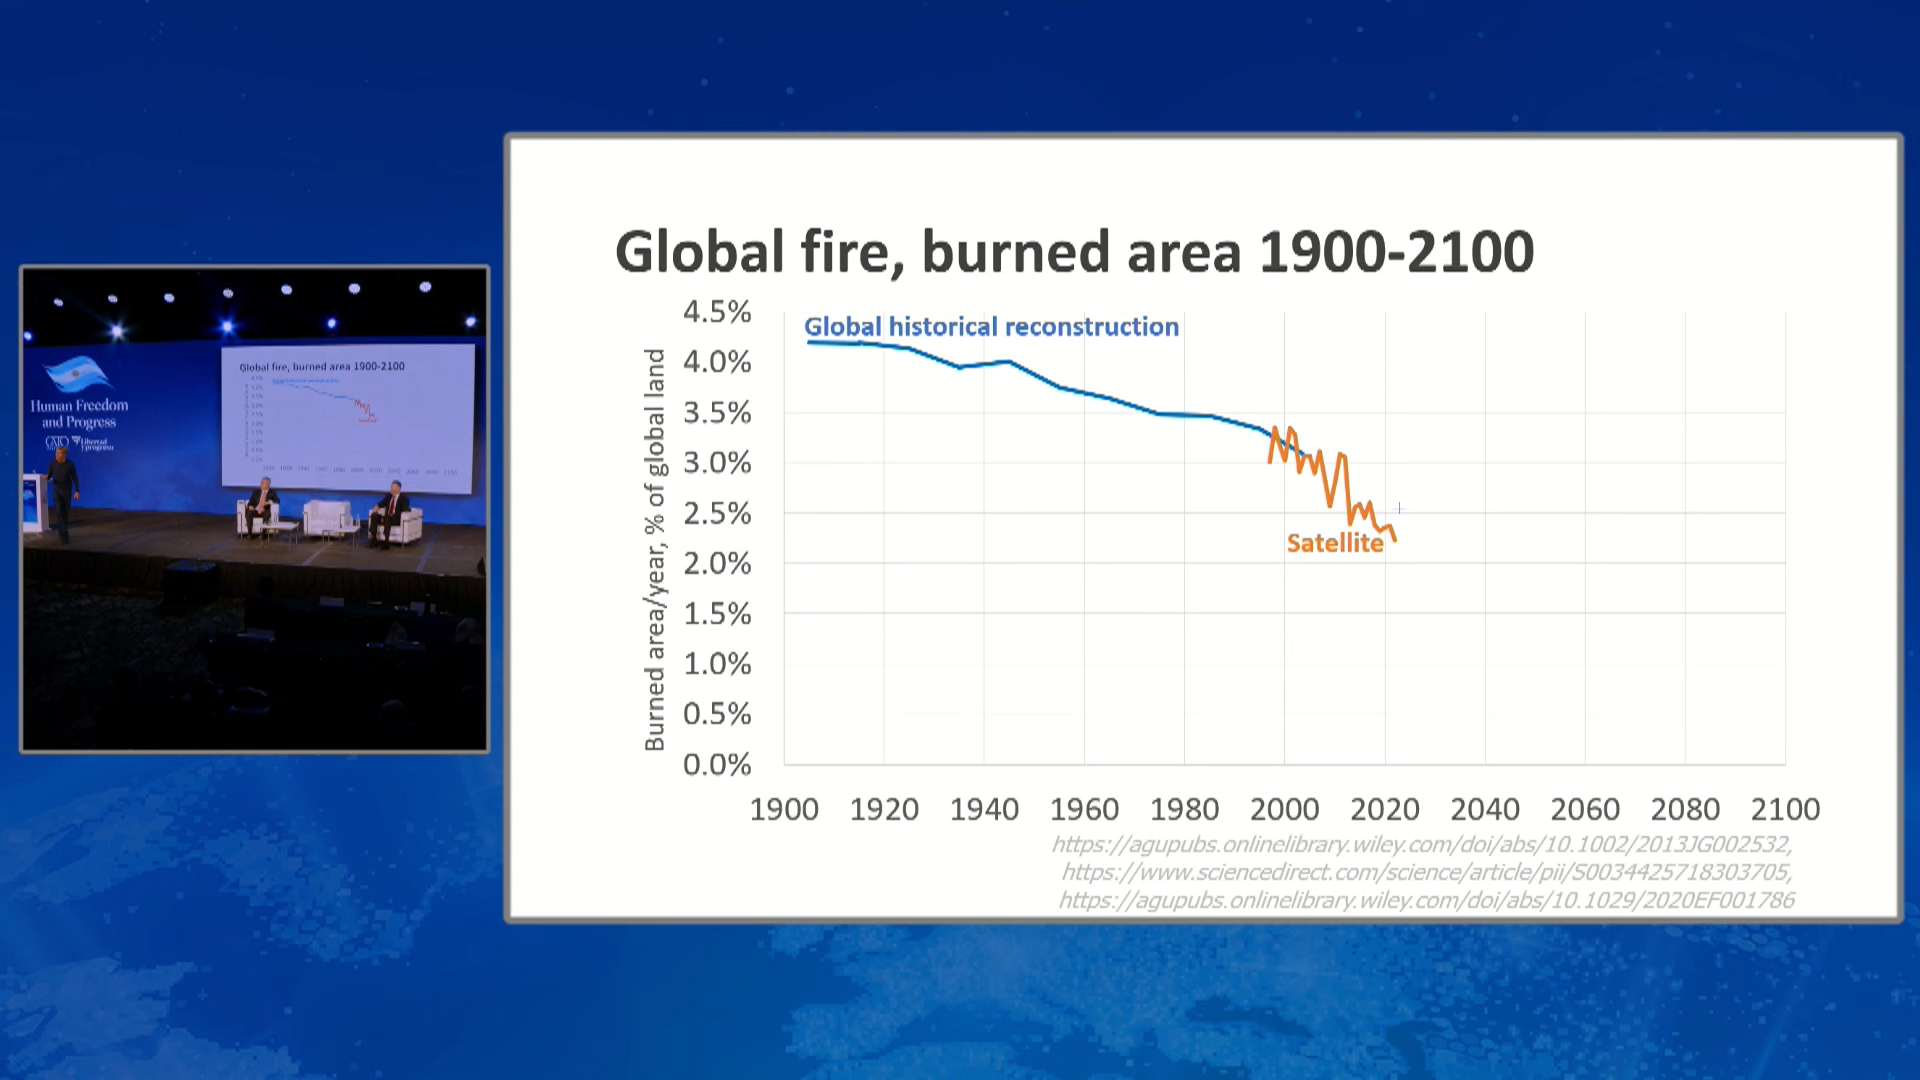 Global fire, burned area 1900-2100
Burned area/year, % of global land
4.5%
4.0%
3.5%
3.0%
2.5%
2.0%
1.5%
1.0%
0.5%
0.0%
Global historical reconstruction
Satellite
1900 1920 1940 1960 1980 2000 2020 2040 2060 2080 2100
https://agupubs.onlinelibrary.wiley.com/doi/abs/10.1002/2013JG002532,
https://www.sciencedirect.com/science/article/pii/S0034425718303705,
https://agupubs.onlinelibrary.wiley.com/doi/abs/10.1029/2020EF001786
Human Freedom
and Progress
CATO Libertad
y progreso
Global fire, burned area 1900-2100